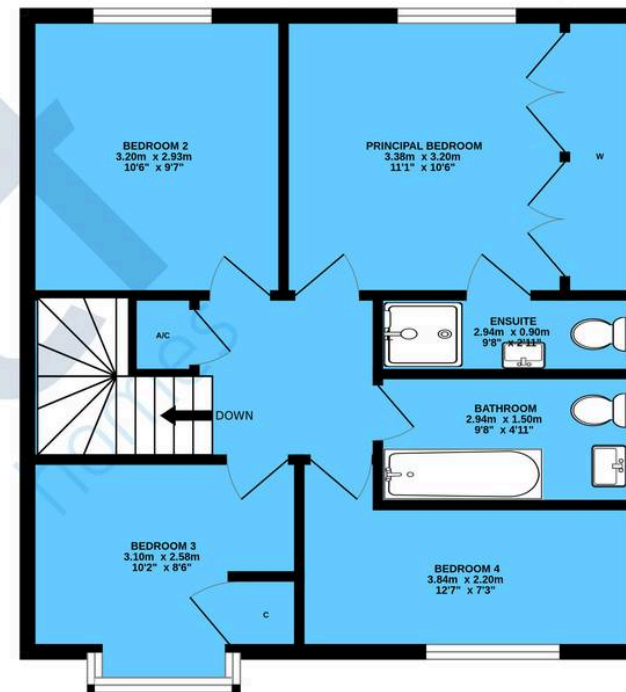 BEDROOM 2
3.20m x 2.93m
10'6" x 9'7"
PRINCIPAL BEDROOM
3.38m x 3.20m
11'1" x 10'6"
W
A/C
ENSUITE
2.94m x 0.90m
9'8" x 2'11"
DOWN
BATHROOM
2.94m x 1.50m
9'8" x 4'11"
BEDROOM 3
3.10m x 2.58m
10'2" x 8'6"
C
BEDROOM 4
3.84m x 2.20m
12'7" x 7'3"
homes